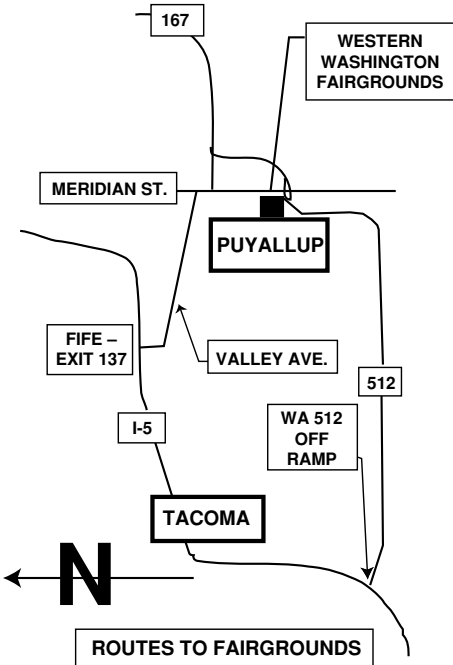 167
WESTERN
WASHINGTON
FAIRGROUNDS
MERIDIAN ST.
PUYALLUP
FIFE –
EXIT 137
VALLEY AVE.
512
I-5
WA 512
OFF
RAMP
TACOMA
N
ROUTES TO FAIRGROUNDS